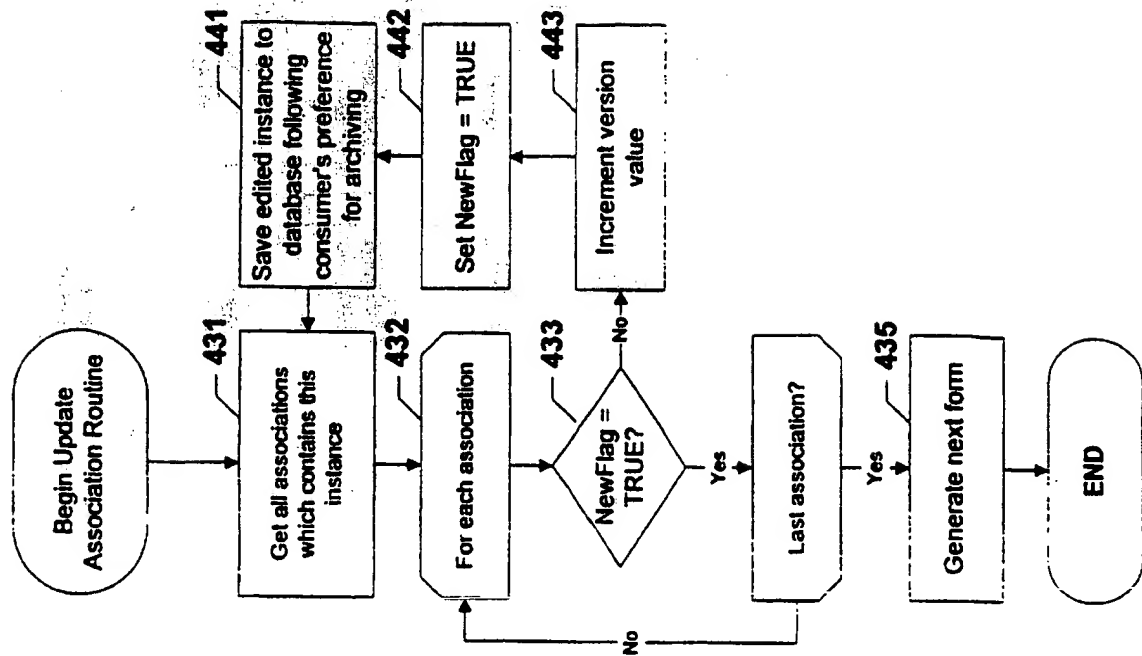 Begin Update
Association Routine
431
Get all associations
which contains this
instance
432
For each association
433
NewFlag =
TRUE?
No
Yes
Last association?
No
Yes
435
Generate next form
END
441
Save edited instance to
database following
consumer's preference
for archiving
442
Set NewFlag = TRUE
443
Increment version
value